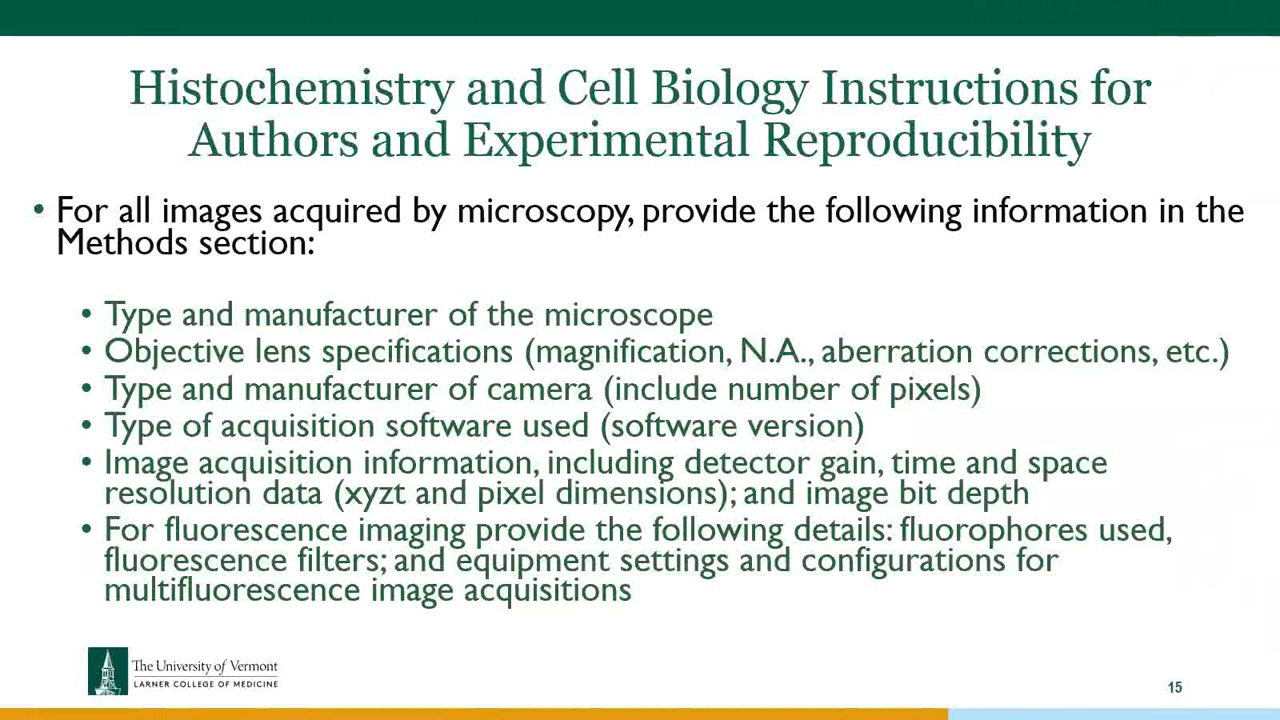 Histochemistry and Cell Biology Instructions for
Authors and Experimental Reproducibility
• For all images acquired by microscopy, provide the following information in the
Methods section:
• Type and manufacturer of the microscope
• Objective lens specifications (magnification, N.A., aberration corrections, etc.)
• Type and manufacturer of camera (include number of pixels)
• Type of acquisition software used (software version)
• Image acquisition information, including detector gain, time and space
resolution data (xyzt and pixel dimensions); and image bit depth
• For fluorescence imaging provide the following details: fluorophores used,
fluorescence filters; and equipment settings and configurations for
multifluorescence image acquisitions
The University of Vermont
LARNER COLLEGE OF MEDICINE
15